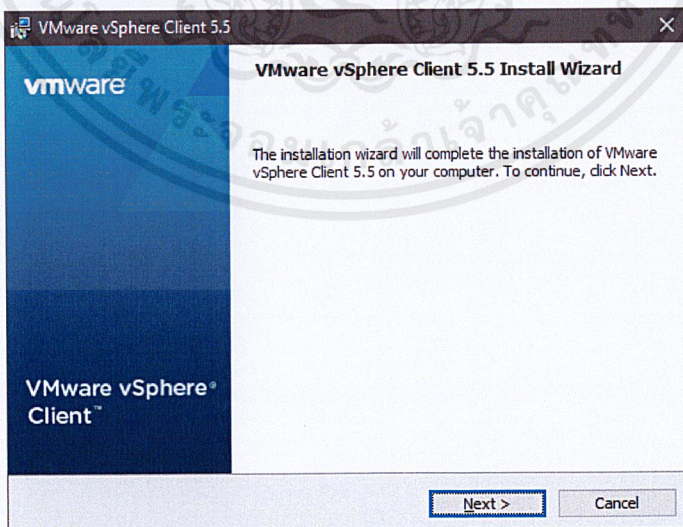 VMware vSphere Client 5.5
vmware
VMware vSphere Client 5.5 Install Wizard
The installation wizard will complete the installation of VMware
vSphere Client 5.5 on your computer. To continue, click Next.
VMware vSphere®
Client™
Next >
Cancel